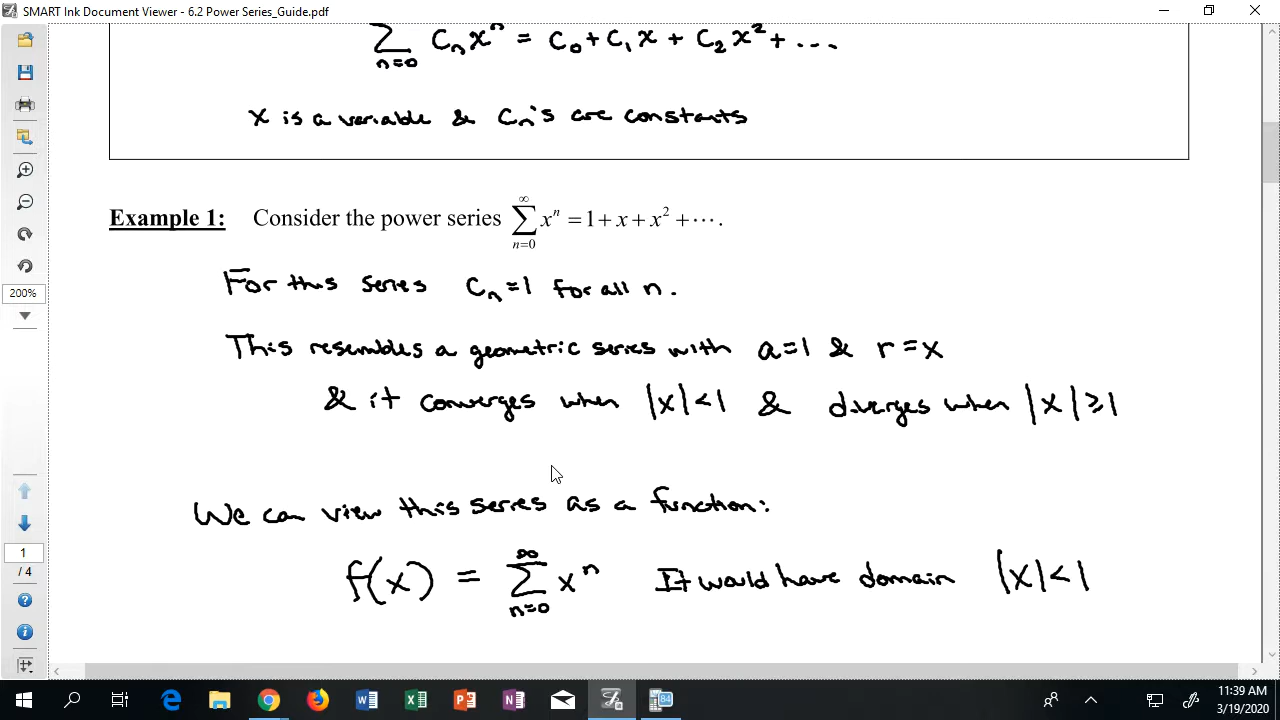 SMART Ink Document Viewer - 6.2 Power Series_Guide.pdf
∑ n=0 Cₙxⁿ = C₀ + C₁x + C₂x² + ...
x is a variable & Cₙ's are constants
Example 1: Consider the power series ∑ n=0 ∞ xⁿ = 1 + x + x² + ⋯.
For this series Cₙ = 1 for all n.
200%
This resembles a geometric series with a=1 & r=x
& it converges when |x|<1 & diverges when |x|≥1
We can view this series as a function:
1
/ 4
f(x) = ∑ n=0 ∞ xⁿ It would have domain |x|<1
84
11:39 AM
3/19/2020